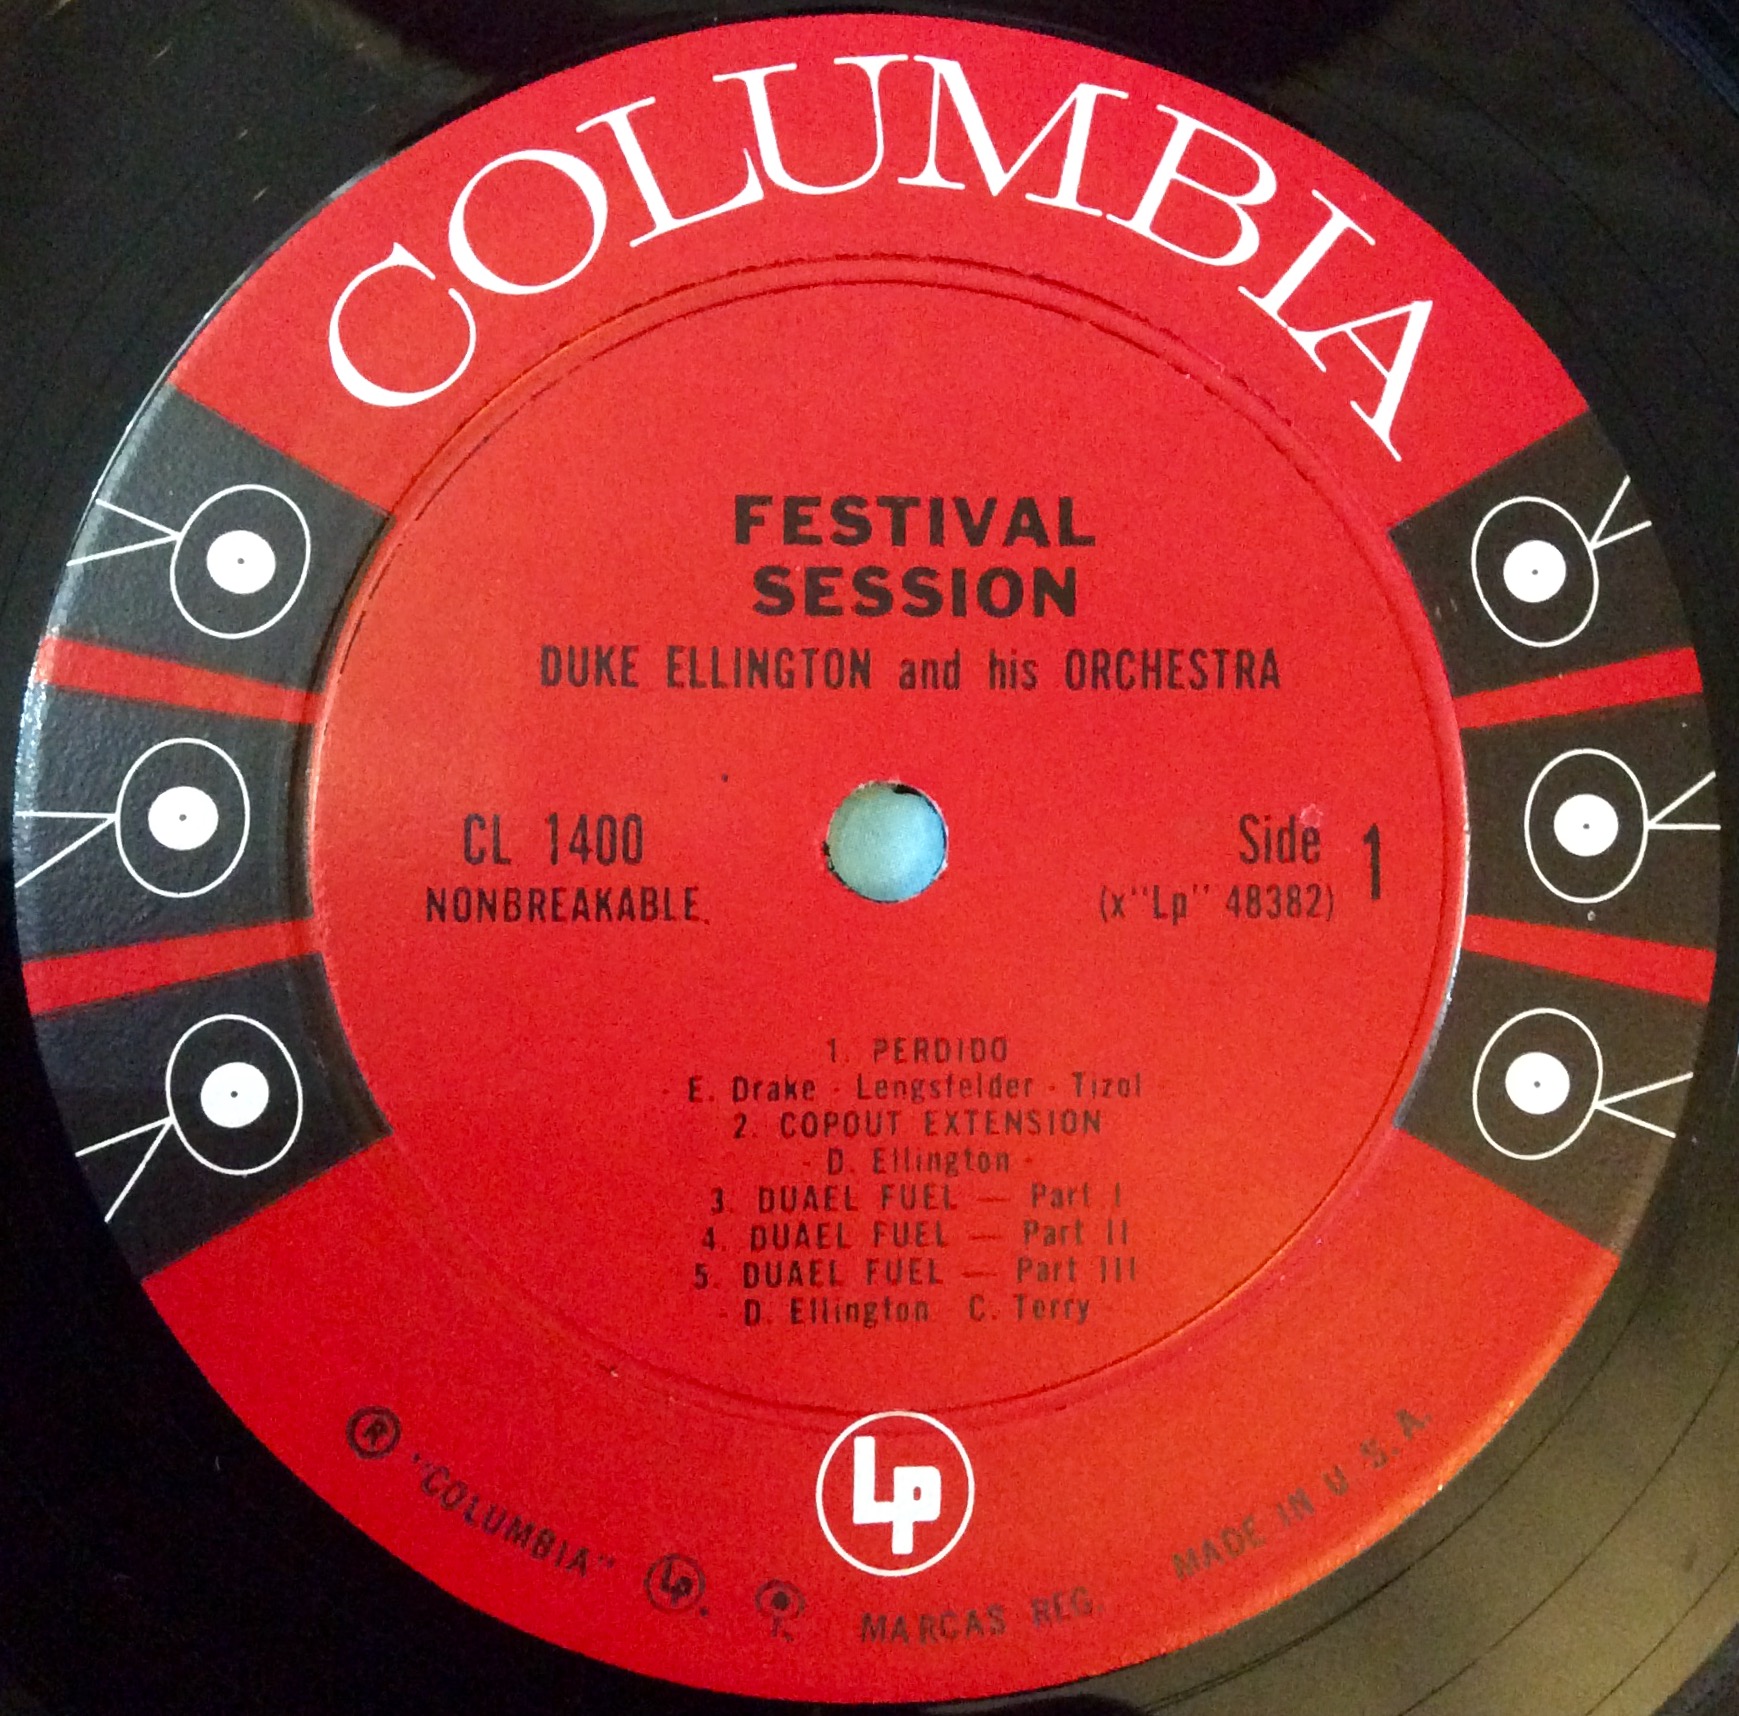 COLUMBIA
FESTIVAL
SESSION
DUKE ELLINGTON and his ORCHESTRA
CL 1400
NONBREAKABLE
Side 1
(x"Lp" 48382)
1. PERDIDO
- E. Drake - Lengsfelder - Tizol -
2. COPOUT EXTENSION
- D. Ellington -
3. DUAEL FUEL — Part I
4. DUAEL FUEL — Part II
5. DUAEL FUEL — Part III
- D. Ellington C. Terry -
Lp
® "COLUMBIA" Lp. MARCAS REG. MADE IN U. S. A.